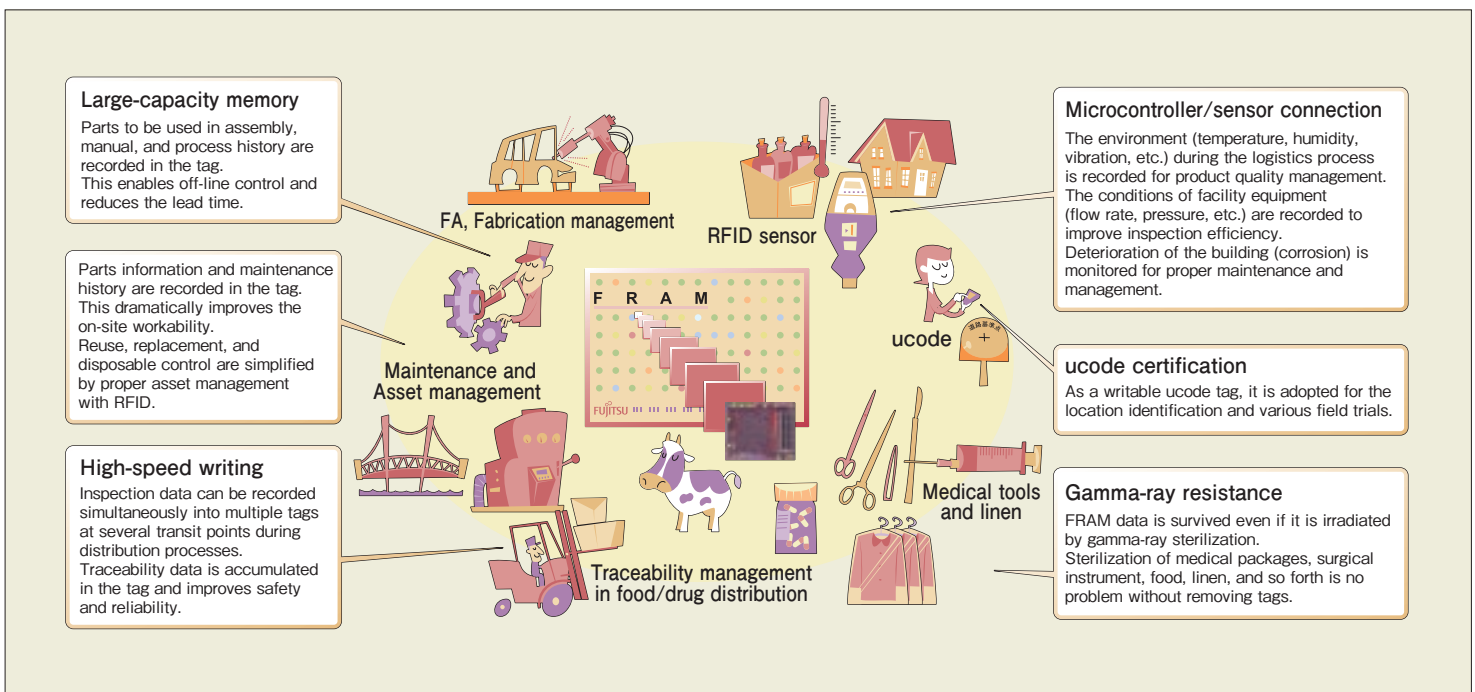 Large-capacity memory
Parts to be used in assembly,
manual, and process history are
recorded in the tag.
This enables off-line control and
reduces the lead time.
Parts information and maintenance
history are recorded in the tag.
This dramatically improves the
on-site workability.
Reuse, replacement, and
disposable control are simplified
by proper asset management
with RFID.
High-speed writing
Inspection data can be recorded
simultaneously into multiple tags
at several transit points during
distribution processes.
Traceability data is accumulated
in the tag and improves safety
and reliability.
FA, Fabrication management
RFID sensor
Maintenance and
Asset management
F R A M
FUJITSU
ucode
道路基準点
Medical tools
and linen
Traceability management
in food/drug distribution
Microcontroller/sensor connection
The environment (temperature, humidity,
vibration, etc.) during the logistics process
is recorded for product quality management.
The conditions of facility equipment
(flow rate, pressure, etc.) are recorded to
improve inspection efficiency.
Deterioration of the building (corrosion) is
monitored for proper maintenance and
management.
ucode certification
As a writable ucode tag, it is adopted for the
location identification and various field trials.
Gamma-ray resistance
FRAM data is survived even if it is irradiated
by gamma-ray sterilization.
Sterilization of medical packages, surgical
instrument, food, linen, and so forth is no
problem without removing tags.